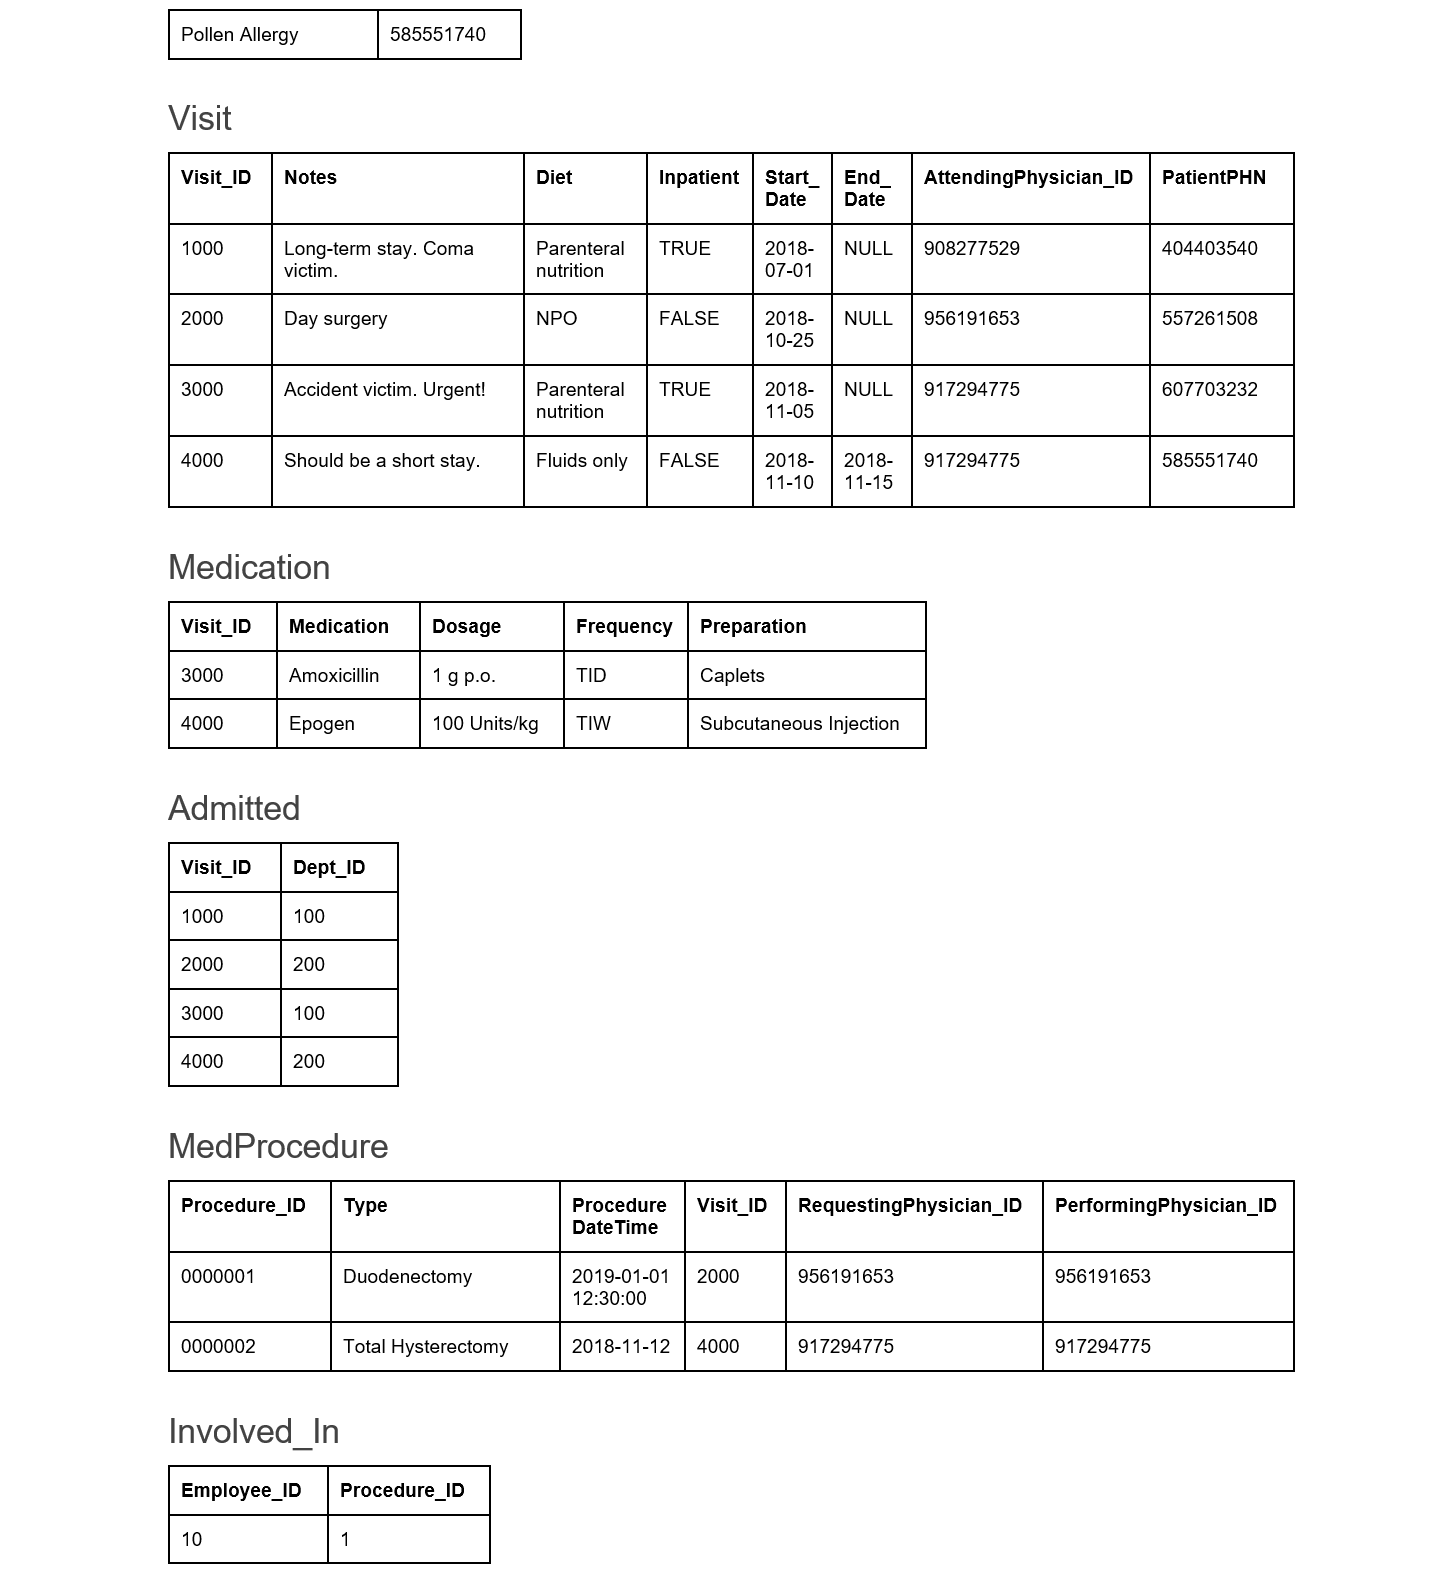 Pollen Allergy 585551740
Visit
Visit_ID Notes Diet Inpatient Start_ End_ AttendingPhysician_ID PatientPHN
Date Date
1000 Long-term stay. Coma Parenteral TRUE 2018- NULL 908277529 404403540
victim. nutrition 07-01
2000 Day surgery NPO FALSE 2018- NULL 956191653 557261508
10-25
3000 Accident victim. Urgent! Parenteral TRUE 2018- NULL 917294775 607703232
nutrition 11-05
4000 Should be a short stay. Fluids only FALSE 2018- 2018- 917294775 585551740
11-10 11-15
Medication
Visit_ID Medication Dosage Frequency Preparation
3000 Amoxicillin 1 g p.o. TID Caplets
4000 Epogen 100 Units/kg TIW Subcutaneous Injection
Admitted
Visit_ID Dept_ID
1000 100
2000 200
3000 100
4000 200
MedProcedure
Procedure_ID Type Procedure Visit_ID RequestingPhysician_ID PerformingPhysician_ID
DateTime
0000001 Duodenectomy 2019-01-01 2000 956191653 956191653
12:30:00
0000002 Total Hysterectomy 2018-11-12 4000 917294775 917294775
Involved_In
Employee_ID Procedure_ID
10 1